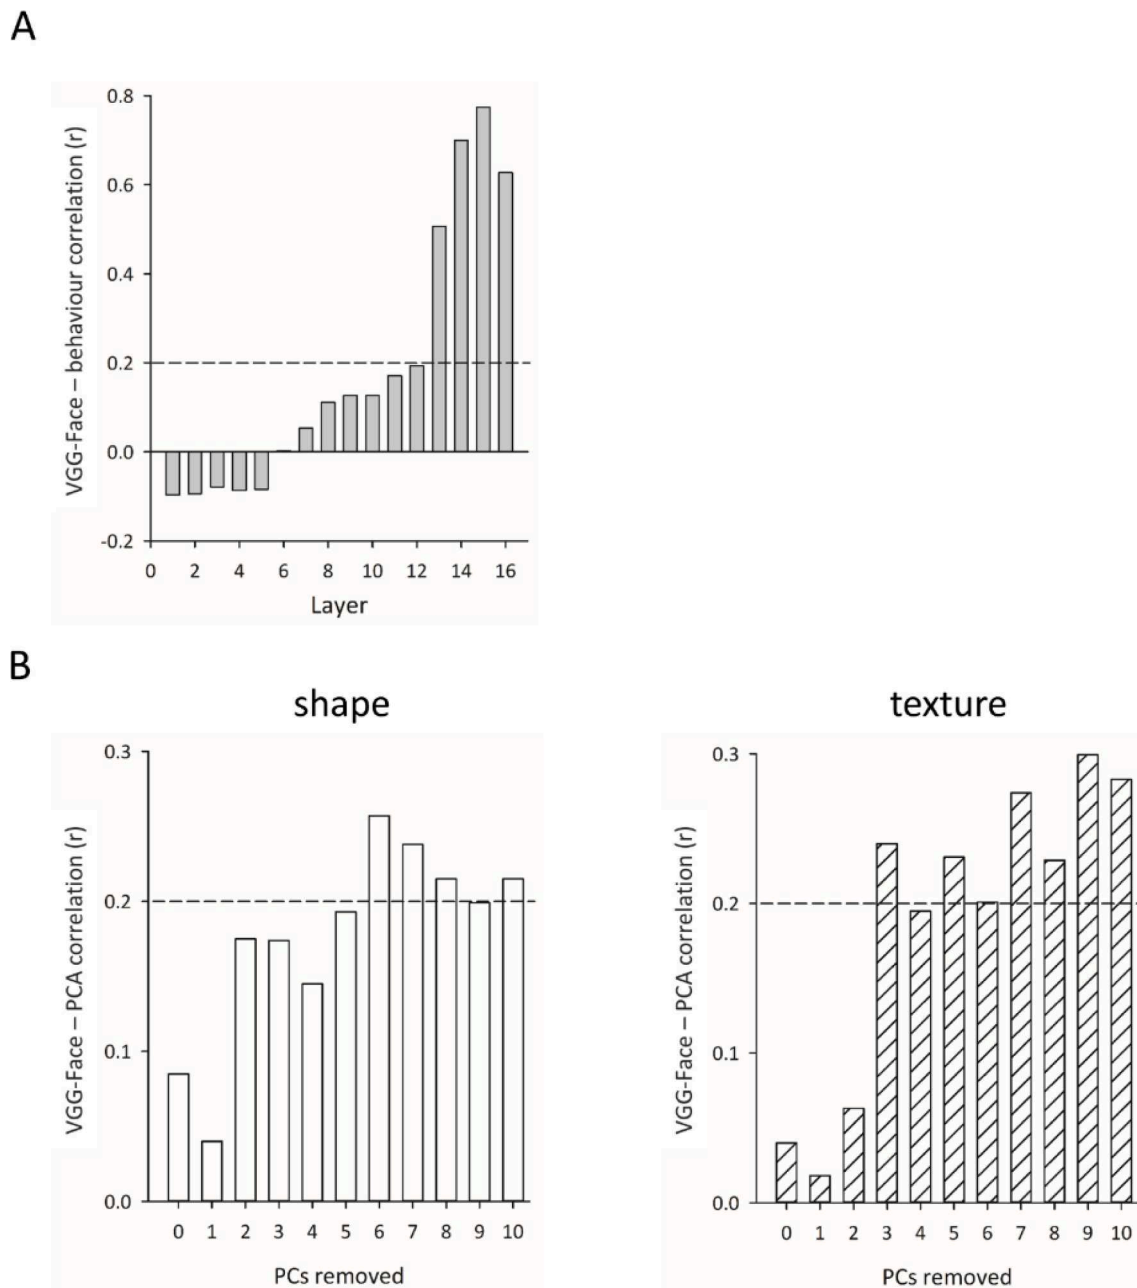 A
VGG-Face – behaviour correlation (r)
0.8
0.6
0.4
0.2
0.0
-0.2
0 2 4 6 8 10 12 14 16
Layer
B
shape
VGG-Face – PCA correlation (r)
0.3
0.2
0.1
0.0
0 1 2 3 4 5 6 7 8 9 10
PCs removed
texture
VGG-Face – PCA correlation (r)
0.3
0.2
0.1
0.0
0 1 2 3 4 5 6 7 8 9 10
PCs removed